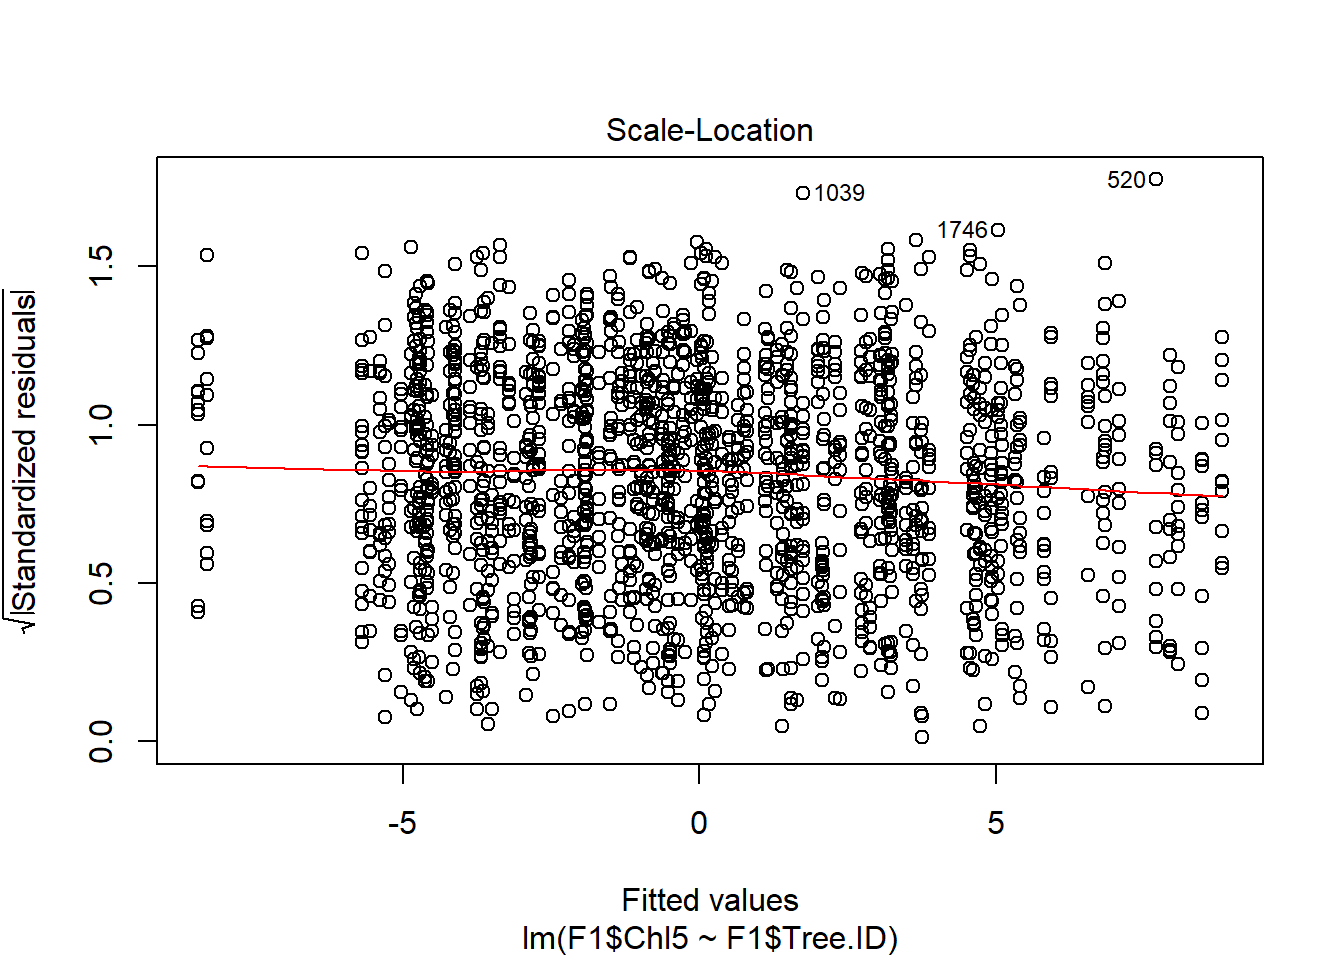 Scale-Location
√|Standardized residuals|
1039
520
1746
1.5
1.0
0.5
0.0
-5 0 5
Fitted values
lm(F1$Chl5 ~ F1$Tree.ID)